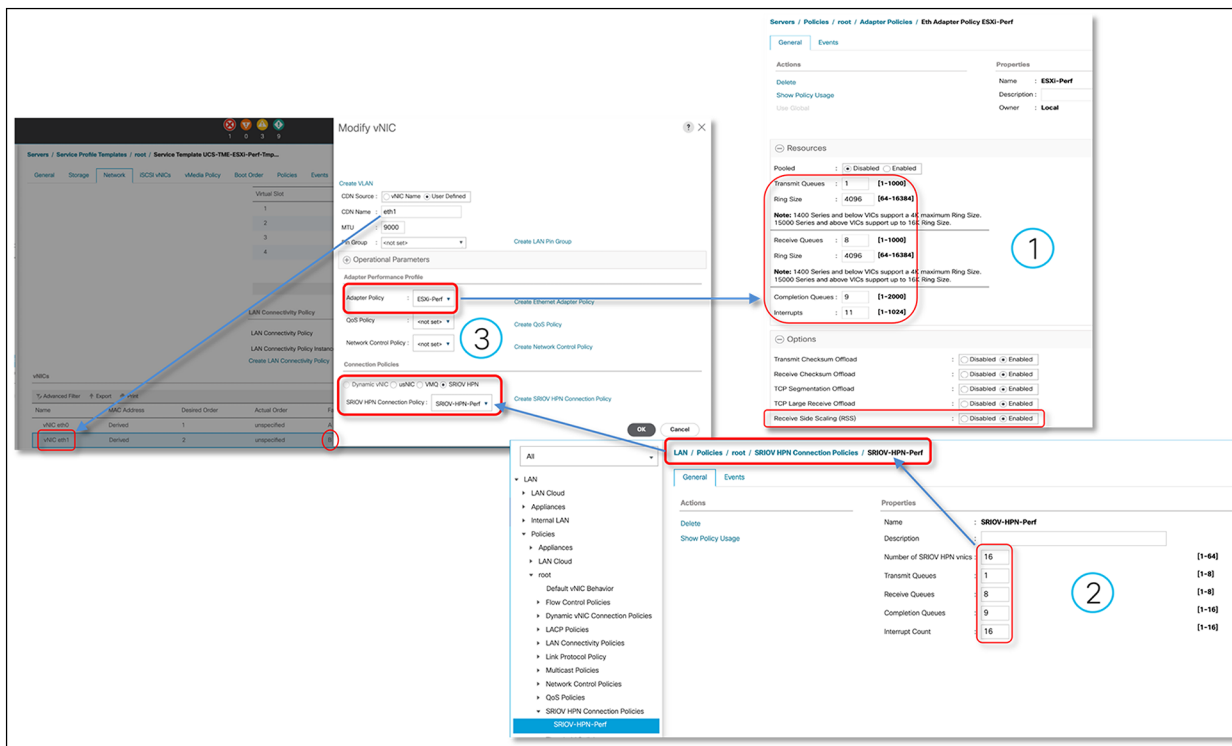 1 0 3 9
Servers / Service Profile Templates / root / Service Template UCS-TME-ESXi-Perf-Tmp...
General Storage Network iSCSI vNICs vMedia Policy Boot Order Policies Events
Virtual Slot
1
2
3
4
LAN Connectivity Policy
LAN Connectivity Policy
LAN Connectivity Policy Instance
Create LAN Connectivity Policy
vNICs
Advanced Filter Export Print
Name MAC Address Desired Order Actual Order Fa
vNIC eth0 Derived 1 unspecified A
vNIC eth1 Derived 2 unspecified B
Modify vNIC
? ×
Create VLAN
CDN Source : vNIC Name User Defined
CDN Name : eth1
MTU : 9000
Pin Group : <not set> Create LAN Pin Group
Operational Parameters
Adapter Performance Profile
Adapter Policy : ESXi-Perf Create Ethernet Adapter Policy
QoS Policy : <not set> Create QoS Policy
Network Control Policy : <not set> Create Network Control Policy
3
Connection Policies
Dynamic vNIC usNIC VMQ SRIOV HPN
SRIOV HPN Connection Policy : SRIOV-HPN-Perf Create SRIOV HPN Connection Policy
OK Cancel
Servers / Policies / root / Adapter Policies / Eth Adapter Policy ESXi-Perf
General Events
Actions
Delete
Show Policy Usage
Use Global
Properties
Name : ESXi-Perf
Description :
Owner : Local
Resources
Pooled : Disabled Enabled
Transmit Queues : 1 [1-1000]
Ring Size : 4096 [64-16384]
Note: 1400 Series and below VICs support a 4K maximum Ring Size.
15000 Series and above VICs support up to 16K Ring Size.
Receive Queues : 8 [1-1000]
Ring Size : 4096 [64-16384]
Note: 1400 Series and below VICs support a 4K maximum Ring Size.
15000 Series and above VICs support up to 16K Ring Size.
Completion Queues : 9 [1-2000]
Interrupts : 11 [1-1024]
1
Options
Transmit Checksum Offload : Disabled Enabled
Receive Checksum Offload : Disabled Enabled
TCP Segmentation Offload : Disabled Enabled
TCP Large Receive Offload : Disabled Enabled
Receive Side Scaling (RSS) : Disabled Enabled
All
LAN
LAN Cloud
Appliances
Internal LAN
Policies
Appliances
LAN Cloud
root
Default vNIC Behavior
Flow Control Policies
Dynamic vNIC Connection Policies
LACP Policies
LAN Connectivity Policies
Link Protocol Policy
Multicast Policies
Network Control Policies
QoS Policies
SRIOV HPN Connection Policies
SRIOV-HPN-Perf
LAN / Policies / root / SRIOV HPN Connection Policies / SRIOV-HPN-Perf
General Events
Actions
Delete
Show Policy Usage
Properties
Name : SRIOV-HPN-Perf
Description :
Number of SRIOV HPN vnics : 16 [1-64]
Transmit Queues : 1 [1-8]
Receive Queues : 8 [1-8]
Completion Queues : 9 [1-16]
Interrupt Count : 16 [1-16]
2